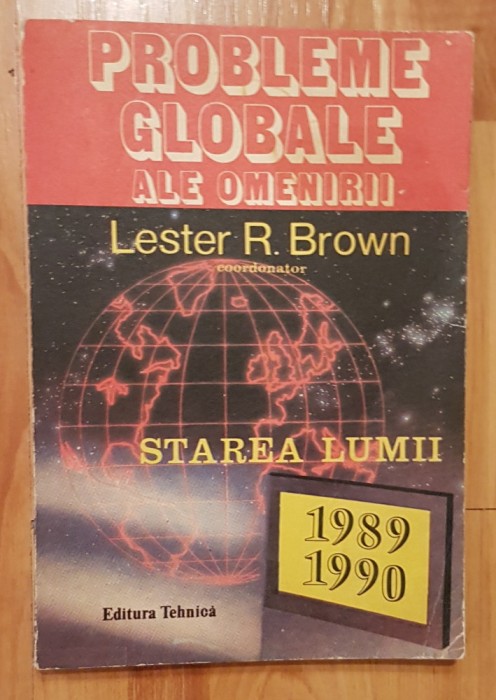 PROBLEME
GLOBALE
ALE OMENIRII
Lester R. Brown
coordonator
STAREA LUMII
1989
1990
Editura Tehnică